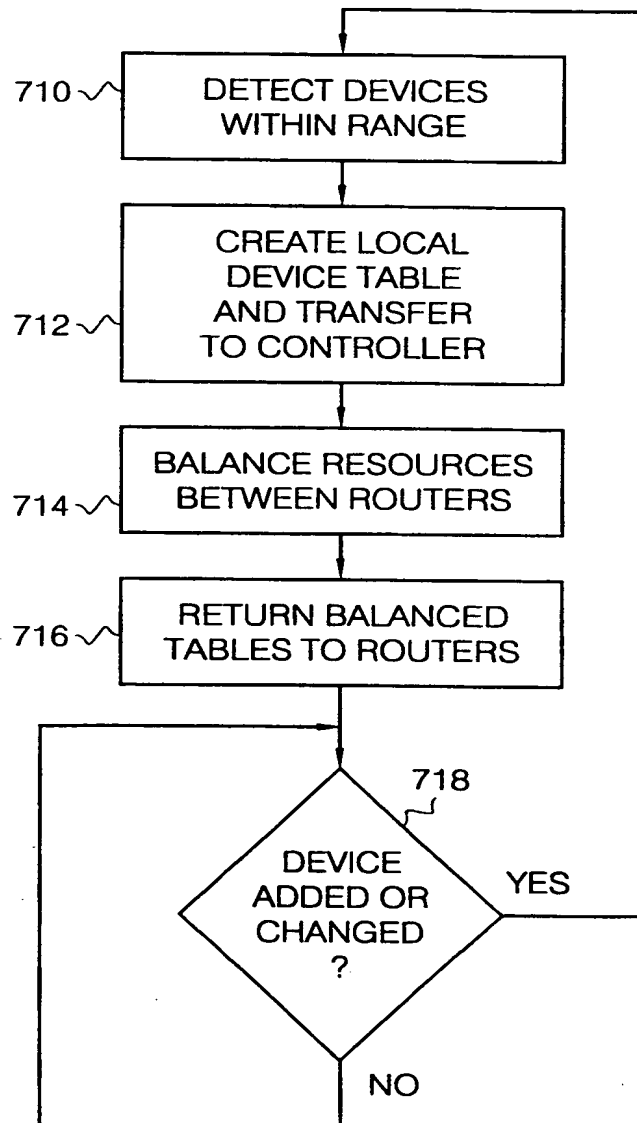 710
DETECT DEVICES
WITHIN RANGE
712
CREATE LOCAL
DEVICE TABLE
AND TRANSFER
TO CONTROLLER
714
BALANCE RESOURCES
BETWEEN ROUTERS
716
RETURN BALANCED
TABLES TO ROUTERS
718
DEVICE
ADDED OR
CHANGED
?
YES
NO